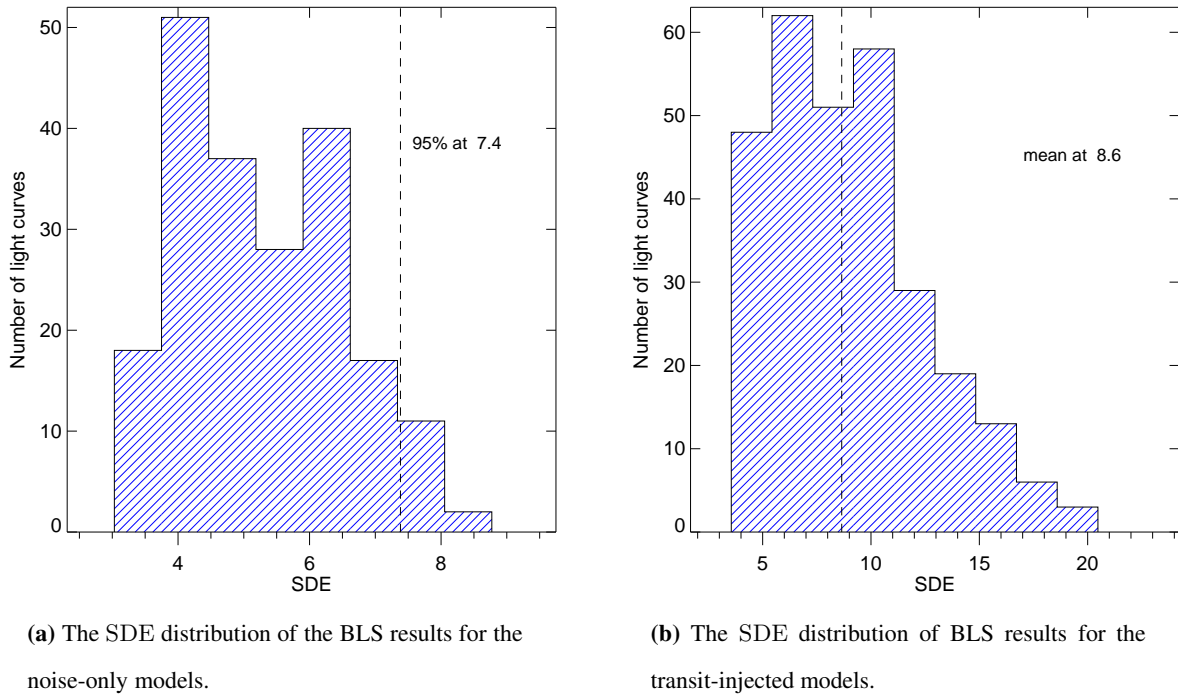 50
40
30
20
10
0
Number of light curves
95% at 7.4
4 6 8
SDE
(a) The SDE distribution of the BLS results for the
noise-only models.
60
50
40
30
20
10
0
Number of light curves
mean at 8.6
5 10 15 20
SDE
(b) The SDE distribution of BLS results for the
transit-injected models.